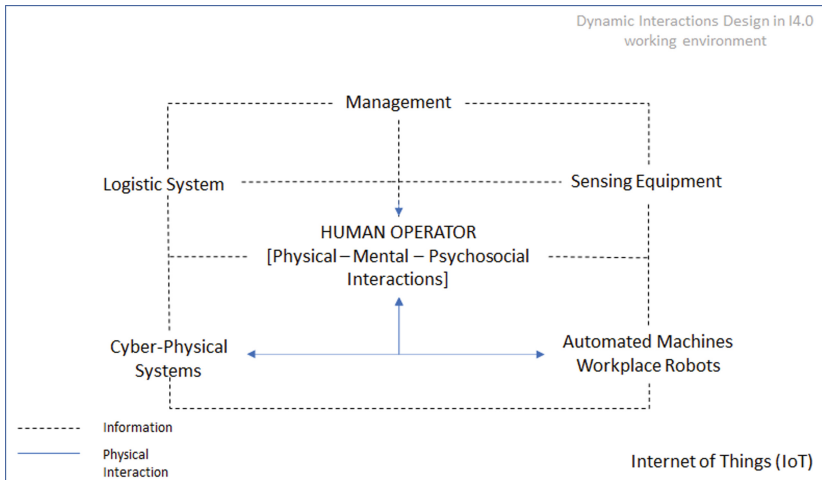 Dynamic Interactions Design in I4.0
working environment
Management
Logistic System
Sensing Equipment
HUMAN OPERATOR
[Physical – Mental – Psychosocial
Interactions]
Cyber-Physical
Systems
Automated Machines
Workplace Robots
Information
Physical
Interaction
Internet of Things (IoT)